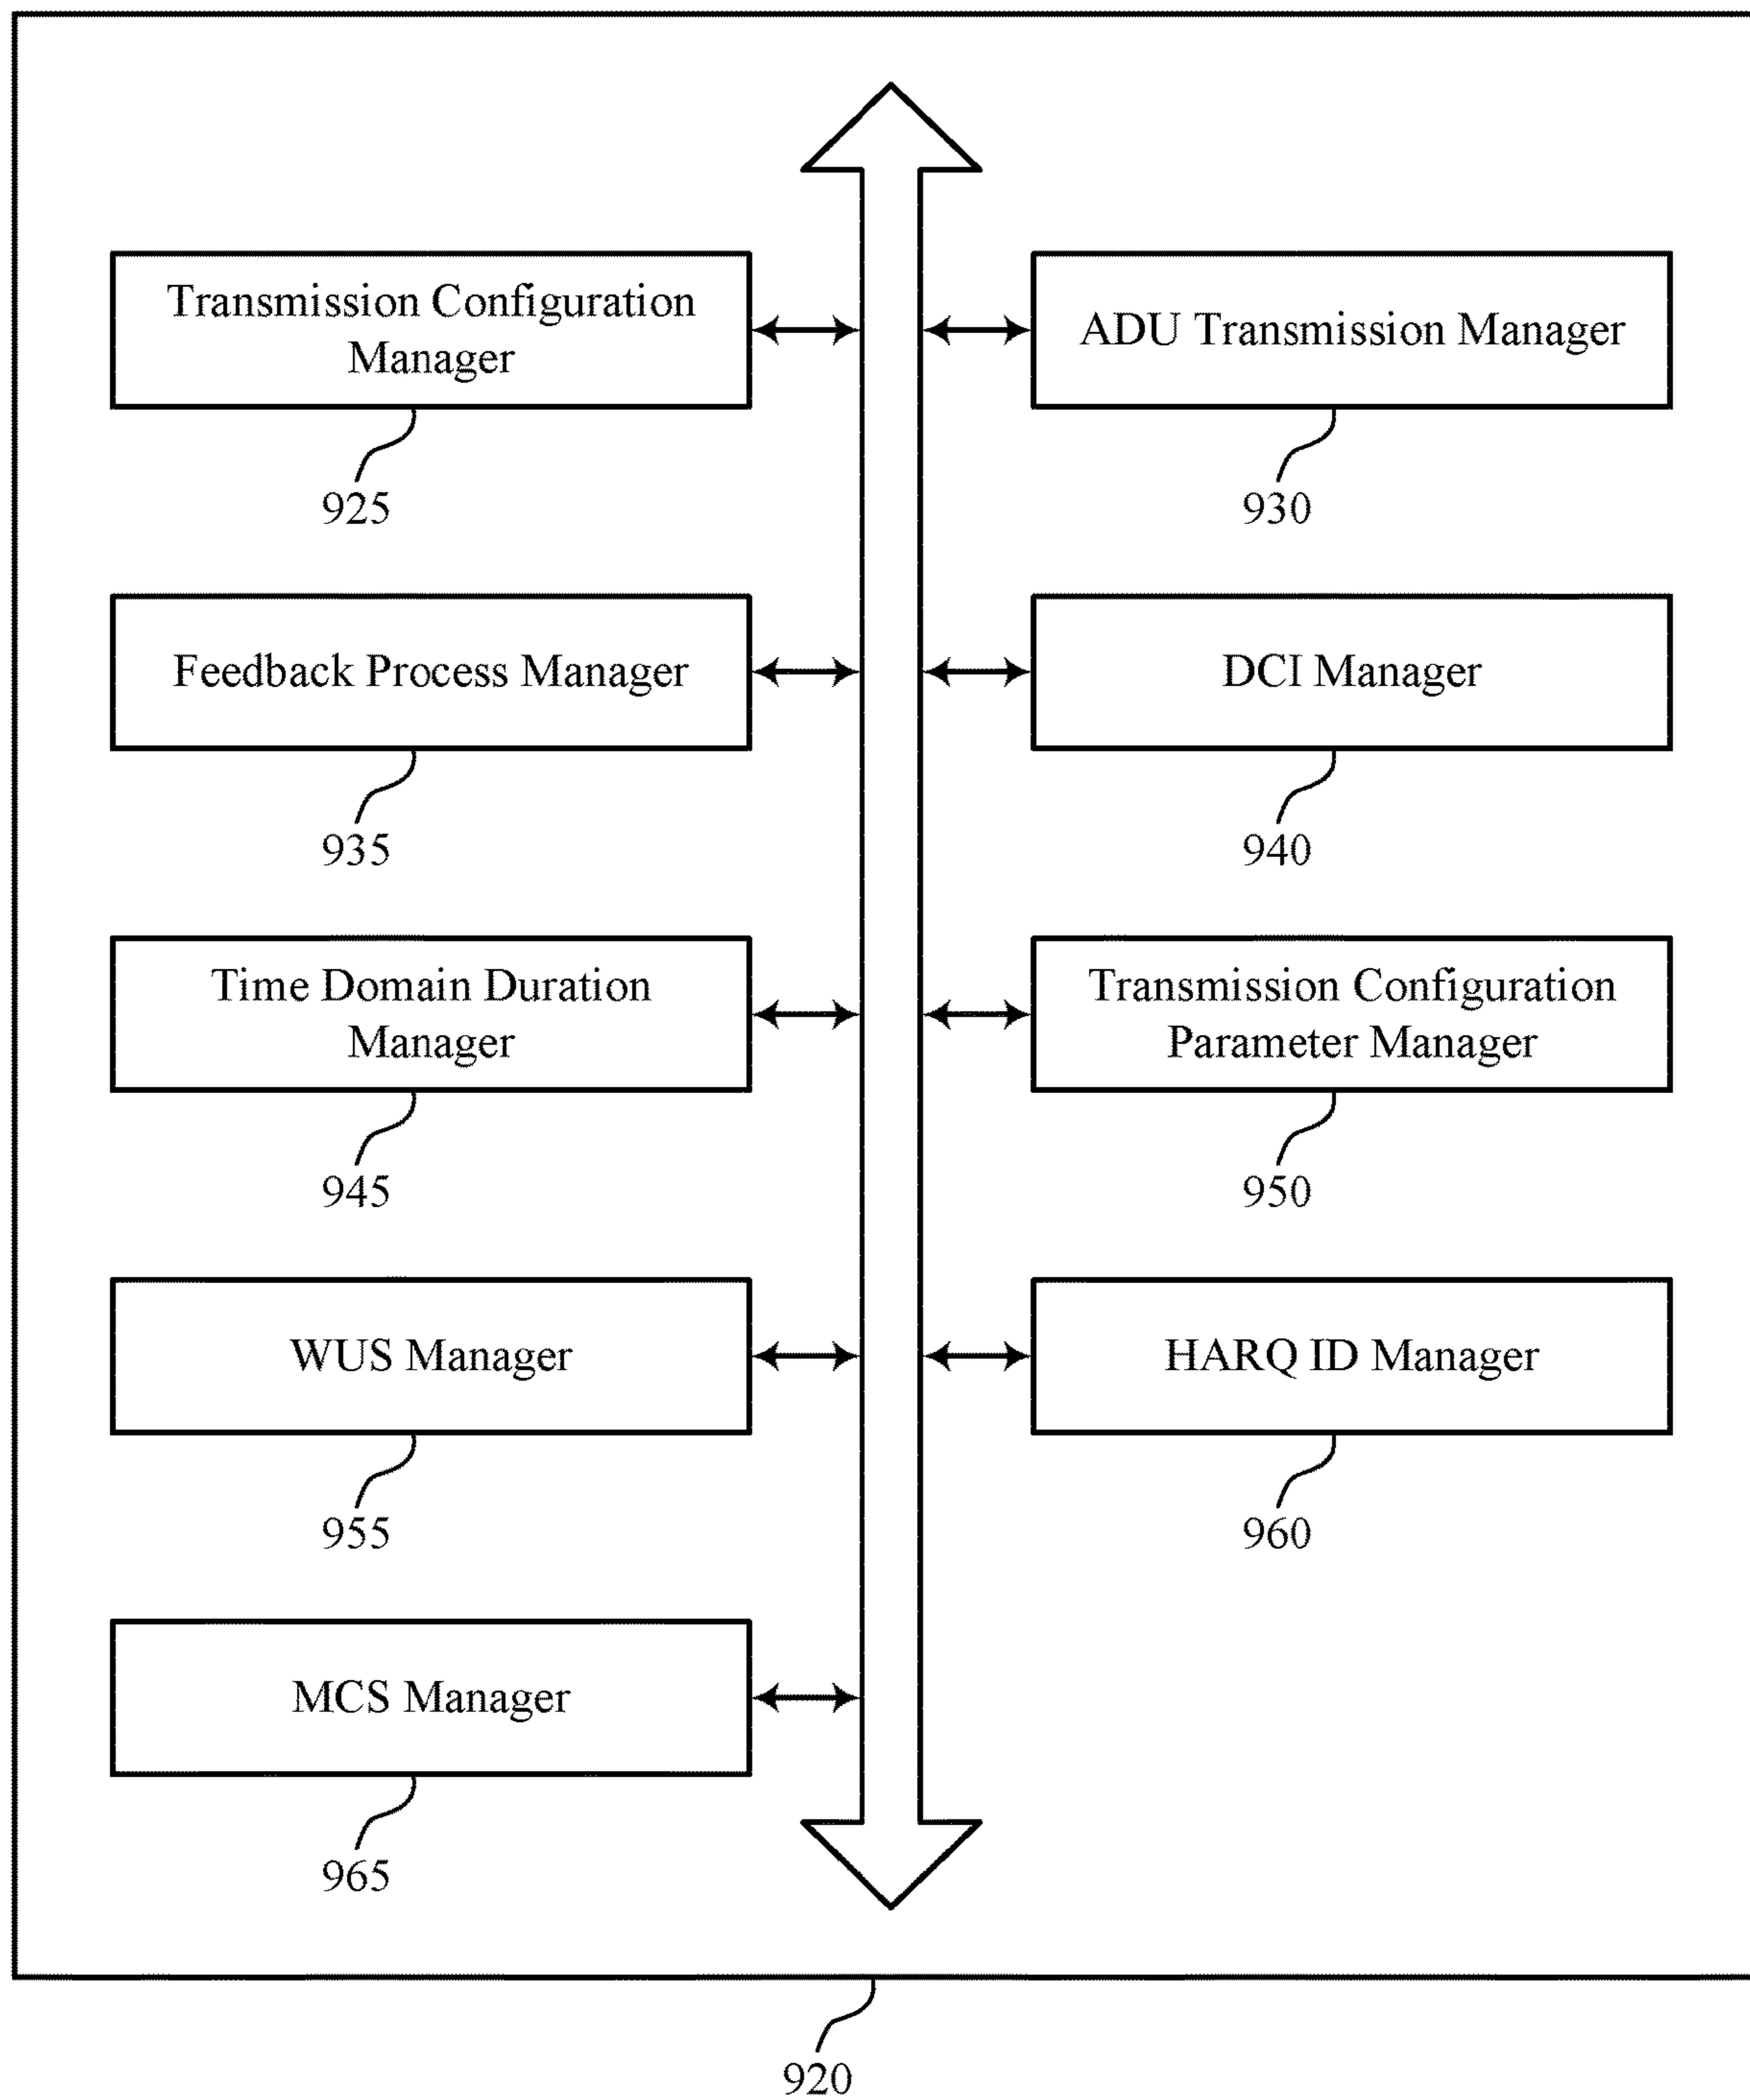 Transmission Configuration
Manager
925
ADU Transmission Manager
930
Feedback Process Manager
935
DCI Manager
940
Time Domain Duration
Manager
945
Transmission Configuration
Parameter Manager
950
WUS Manager
955
HARQ ID Manager
960
MCS Manager
965
920